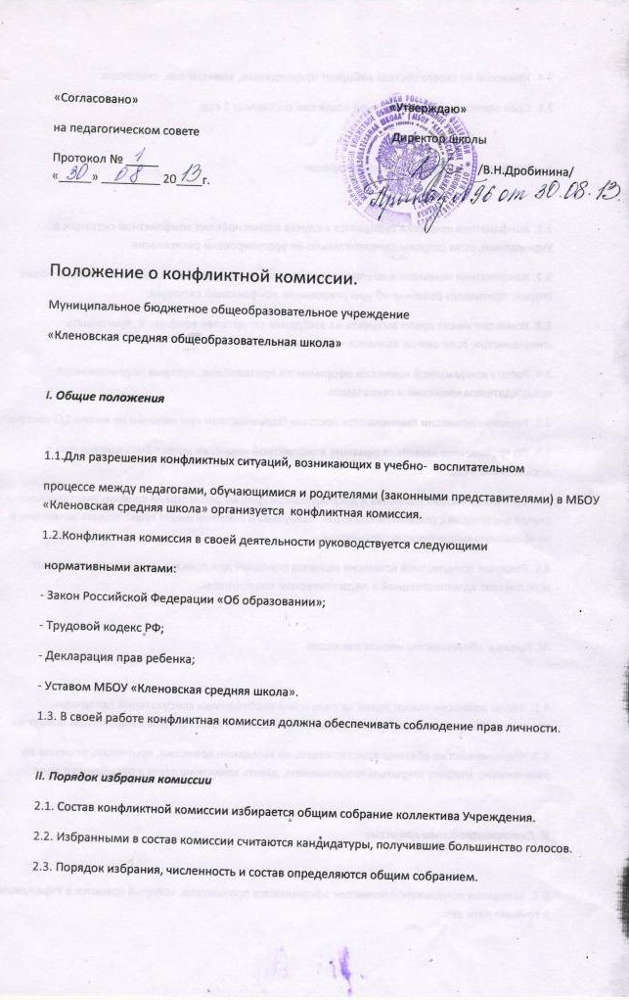 «Согласовано»
на педагогическом совете
Протокол № 1
«30» 08 2013г.
«Утверждаю»
Директор школы
/В.Н.Дробинина/
Приказ №96 от 30.08.13.
Положение о конфликтной комиссии.
Муниципальное бюджетное общеобразовательное учреждение
«Кленовская средняя общеобразовательная школа»
I. Общие положения
1.1.Для разрешения конфликтных ситуаций, возникающих в учебно- воспитательном
процессе между педагогами, обучающимися и родителями (законными представителями) в МБОУ
«Кленовская средняя школа» организуется конфликтная комиссия.
1.2.Конфликтная комиссия в своей деятельности руководствуется следующими
нормативными актами:
- Закон Российской Федерации «Об образовании»;
- Трудовой кодекс РФ;
- Декларация прав ребенка;
- Уставом МБОУ «Кленовская средняя школа».
1.3. В своей работе конфликтная комиссия должна обеспечивать соблюдение прав личности.
II. Порядок избрания комиссии
2.1. Состав конфликтной комиссии избирается общим собрание коллектива Учреждения.
2.2. Избранными в состав комиссии считаются кандидатуры, получившие большинство голосов.
2.3. Порядок избрания, численность и состав определяются общим собранием.